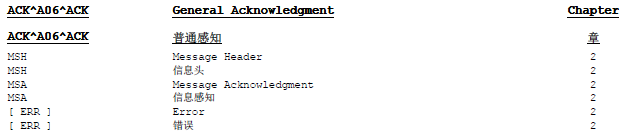 ACK^A06^ACK General Acknowledgment Chapter
ACK^A06^ACK 普通感知 章
MSH Message Header 2
MSH 信息头 2
MSA Message Acknowledgment 2
MSA 信息感知 2
[ ERR ] Error 2
[ ERR ] 错误 2